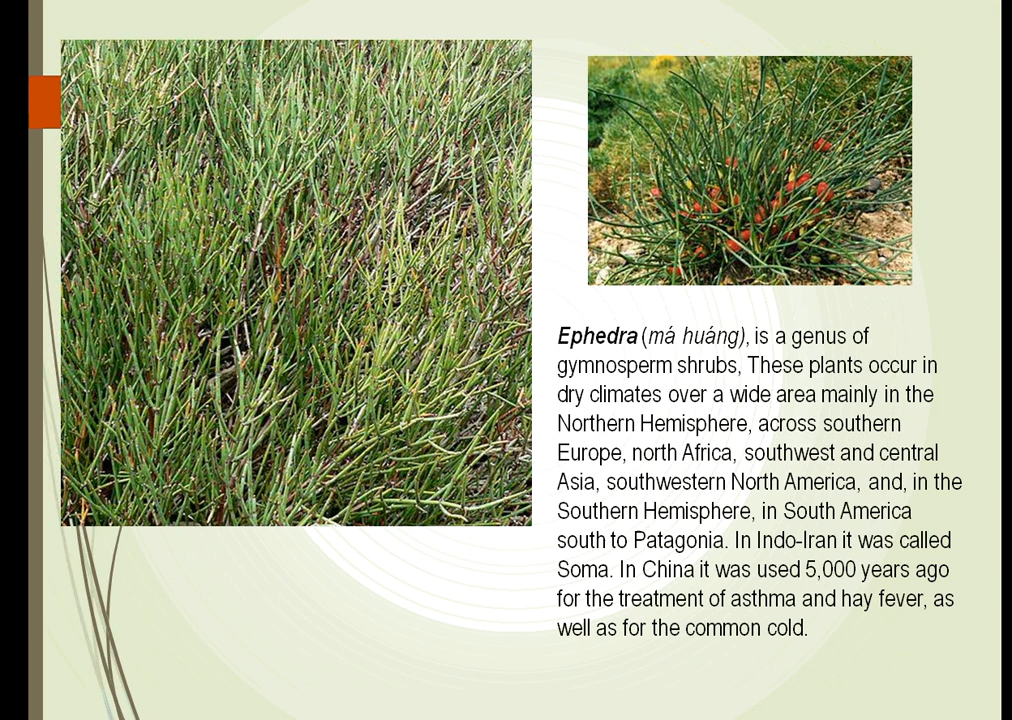 Ephedra (má huáng), is a genus of
gymnosperm shrubs, These plants occur in
dry climates over a wide area mainly in the
Northern Hemisphere, across southern
Europe, north Africa, southwest and central
Asia, southwestern North America, and, in the
Southern Hemisphere, in South America
south to Patagonia. In Indo-Iran it was called
Soma. In China it was used 5,000 years ago
for the treatment of asthma and hay fever, as
well as for the common cold.